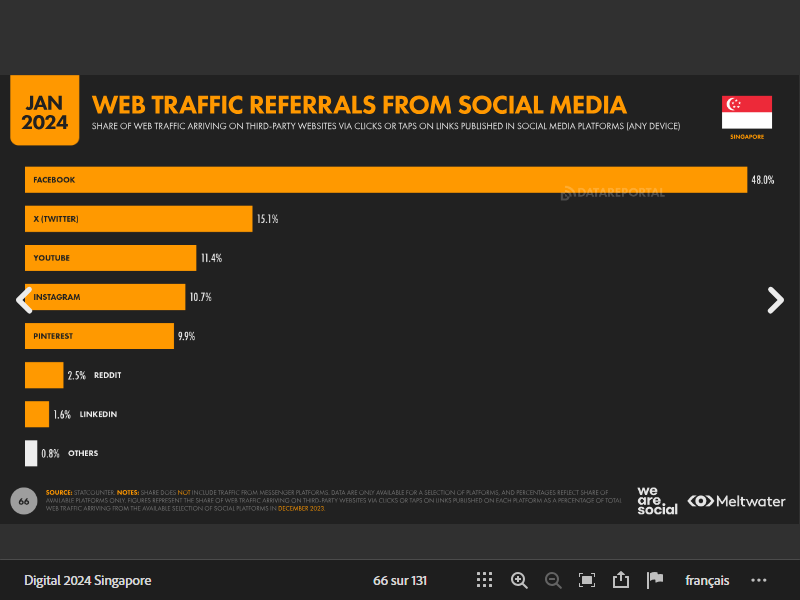 JAN
2024
WEB TRAFFIC REFERRALS FROM SOCIAL MEDIA
SHARE OF WEB TRAFFIC ARRIVING ON THIRD-PARTY WEBSITES VIA CLICKS OR TAPS ON LINKS PUBLISHED IN SOCIAL MEDIA PLATFORMS (ANY DEVICE)
SINGAPORE
FACEBOOK 48.0%
DATAREPORTAL
X (TWITTER) 15.1%
YOUTUBE 11.4%
INSTAGRAM 10.7%
PINTEREST 9.9%
2.5% REDDIT
1.6% LINKEDIN
0.8% OTHERS
66
SOURCE: STATCOUNTER. NOTES: SHARE DOES NOT INCLUDE TRAFFIC FROM MESSENGER PLATFORMS. DATA ARE ONLY AVAILABLE FOR A SELECTION OF PLATFORMS, AND PERCENTAGES REFLECT SHARE OF
AVAILABLE PLATFORMS ONLY. FIGURES REPRESENT THE SHARE OF WEB TRAFFIC ARRIVING ON THIRD-PARTY WEBSITES VIA CLICKS OR TAPS ON LINKS PUBLISHED ON EACH PLATFORM AS A PERCENTAGE OF TOTAL
WEB TRAFFIC ARRIVING FROM THE AVAILABLE SELECTION OF SOCIAL PLATFORMS IN DECEMBER 2023.
we
are.
social
Meltwater
Digital 2024 Singapore
66 sur 131
français